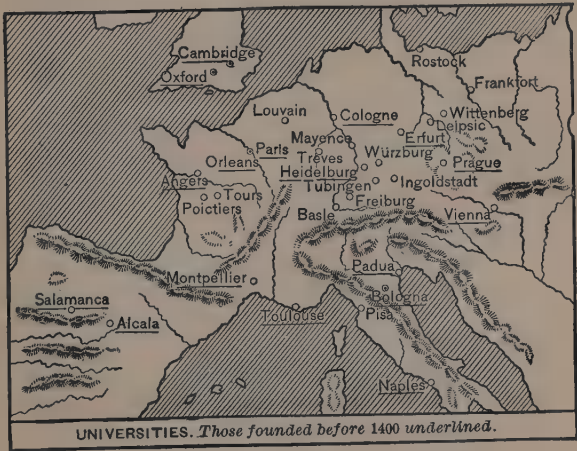 Cambridge
Oxford
Rostock
Frankfort
Louvain
Cologne
Wittenberg
Leipsic
Mayence
Erfurt
Paris
Treves
Würzburg
Prague
Orleans
Heidelburg
Angers
Tübingen
Ingoldstadt
Tours
Freiburg
Poictiers
Basle
Vienna
Padua
Montpellier
Bologna
Salamanca
Toulouse
Pisa
Alcala
Naples
UNIVERSITIES. Those founded before 1400 underlined.